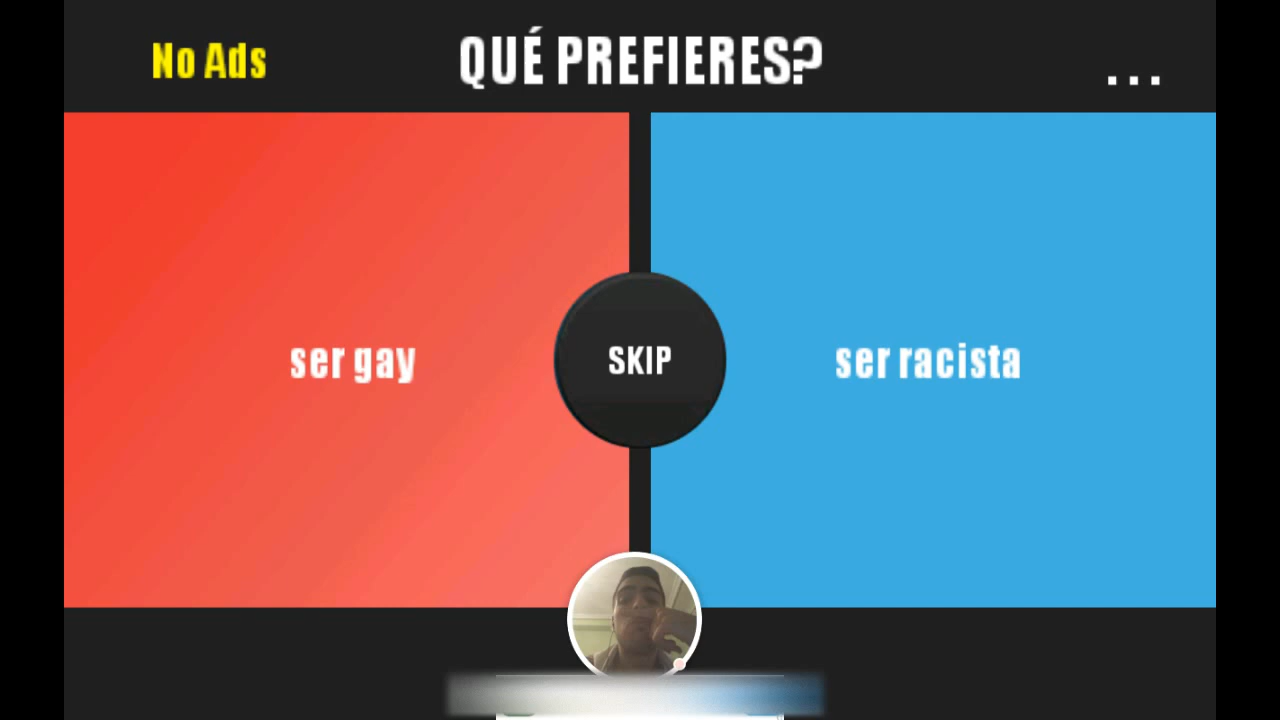 No Ads
QUÉ PREFIERES?
...
ser gay
SKIP
ser racista